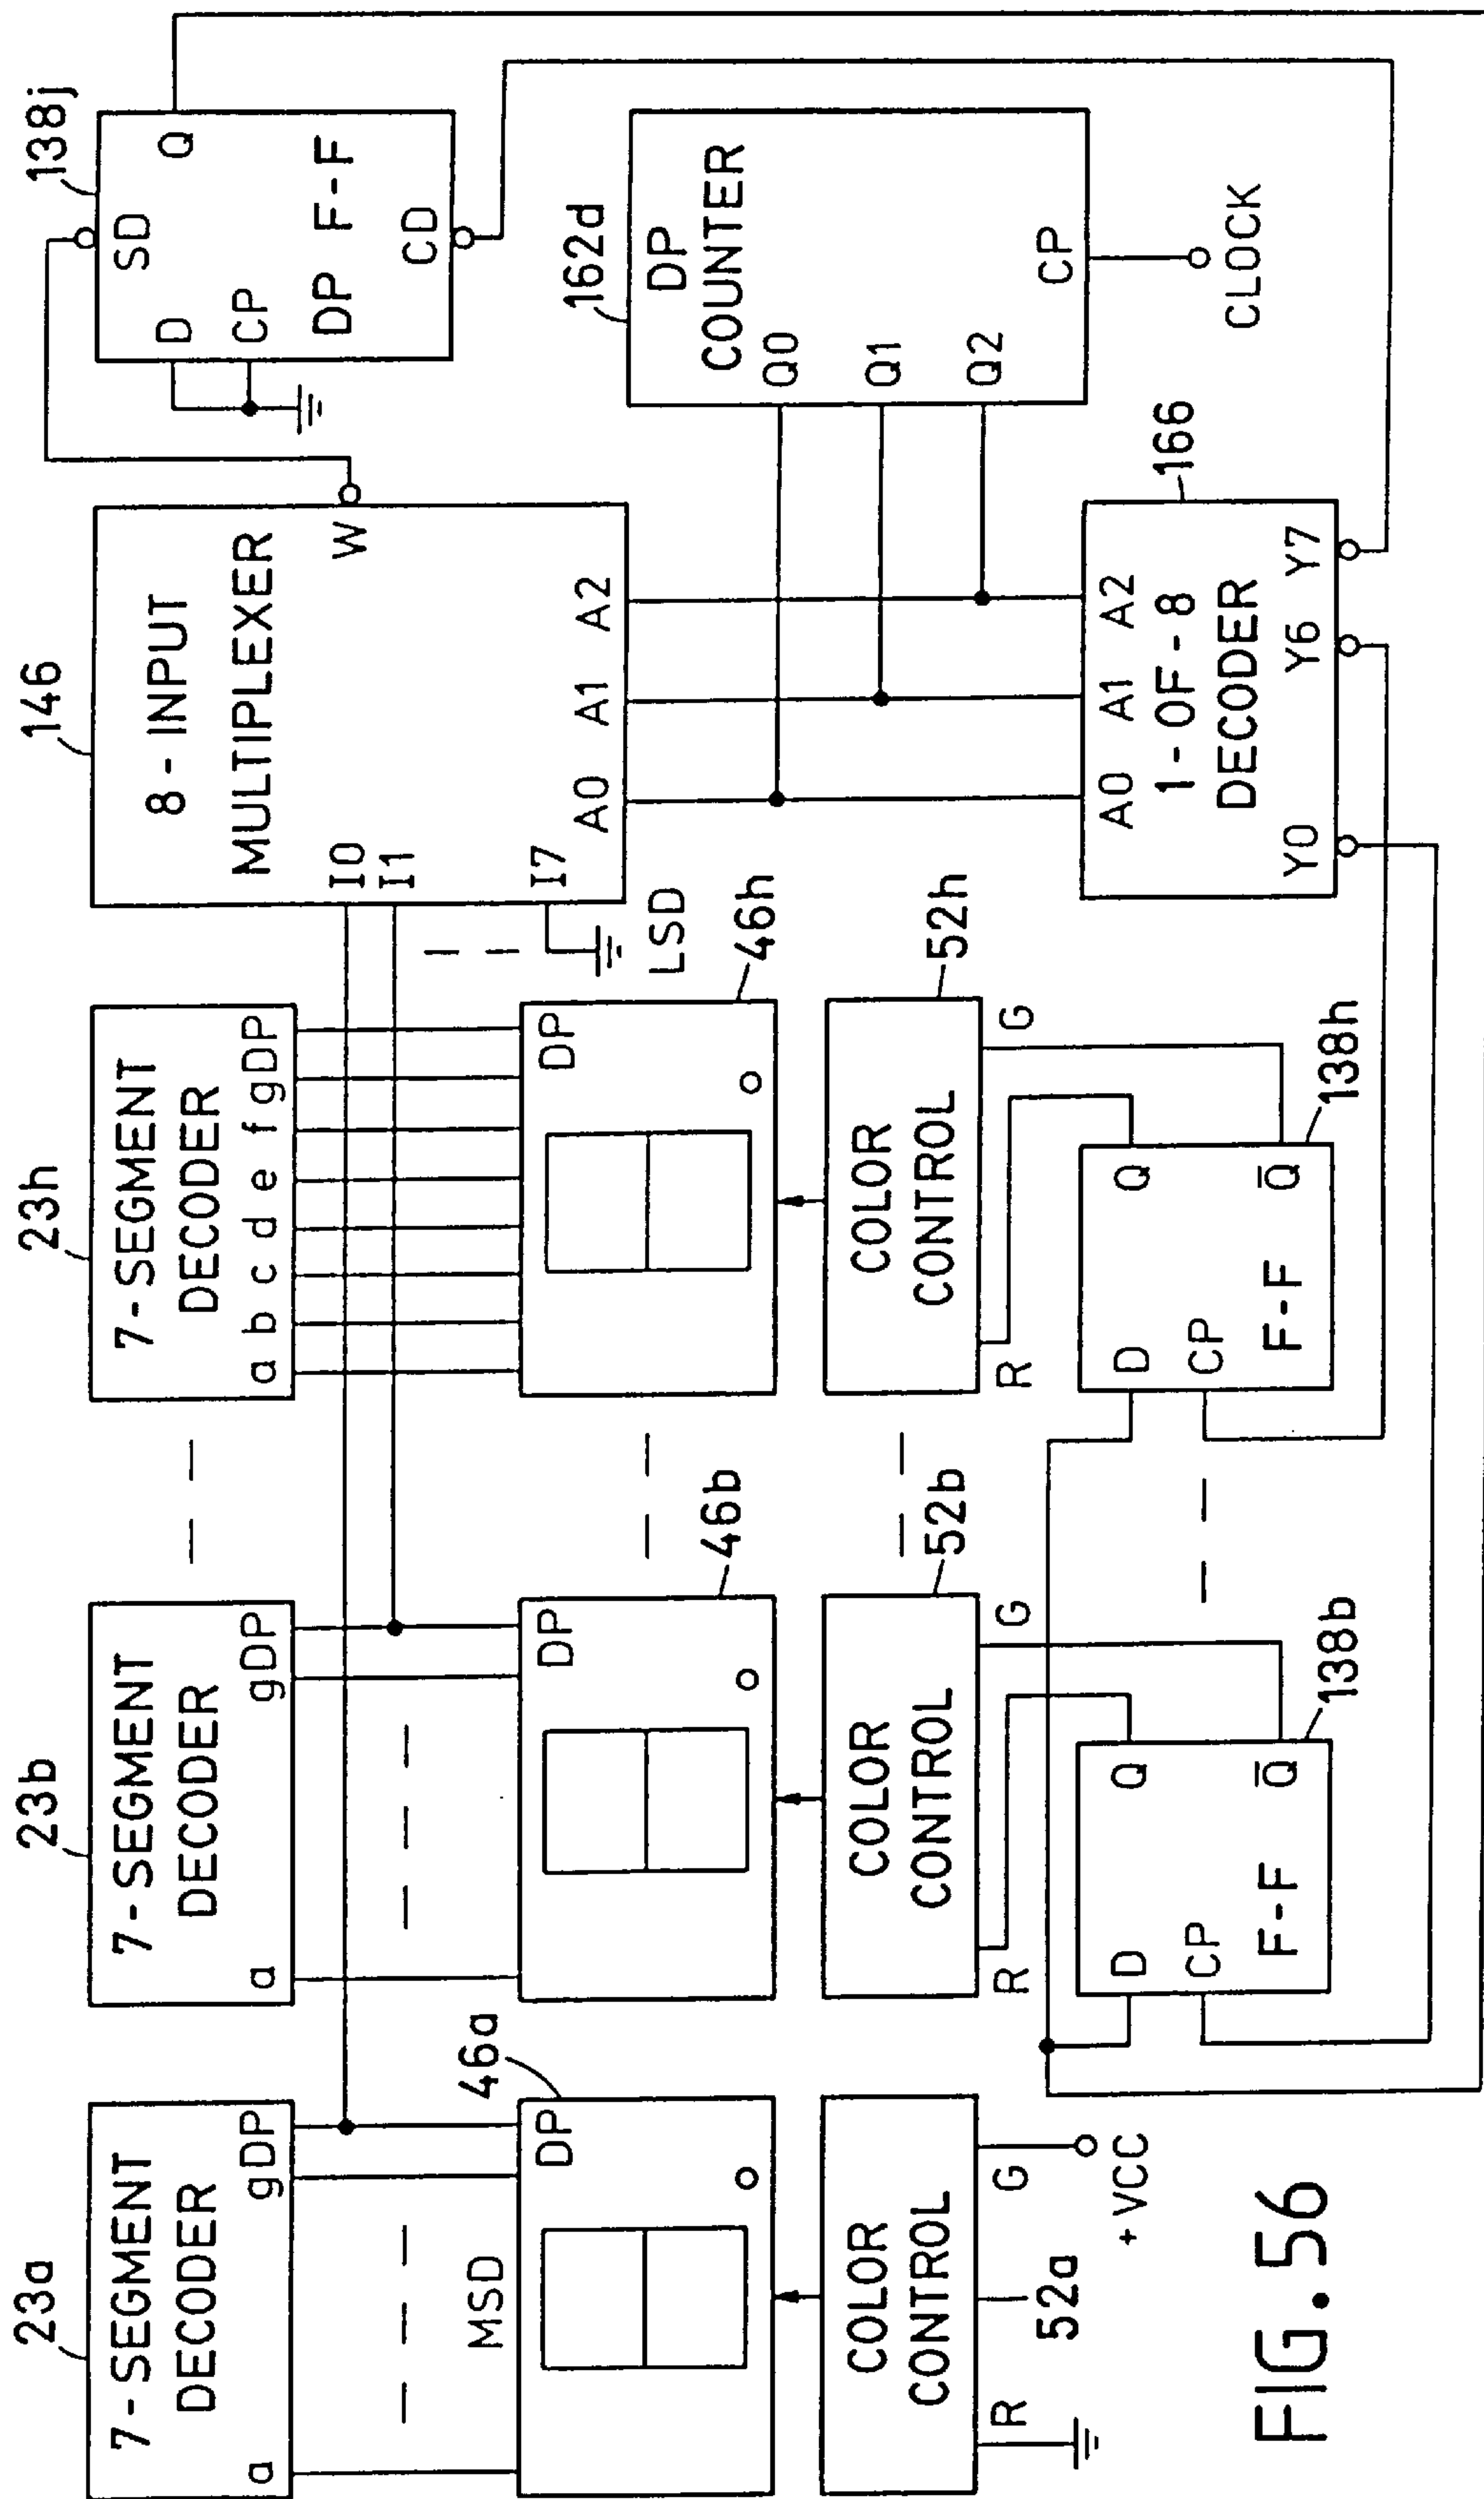 23a
7-SEGMENT
DECODER
a
gDP
23b
7-SEGMENT
DECODER
a
gDP
23h
7-SEGMENT
DECODER
a b c d e f gDP
146
8-INPUT
MULTIPLEXER
I0
I1
I7
W
A0 A1 A2
138j
SD
D
Q
CP
DP F-F
CD
MSD
46a
DP
46b
DP
LSD
46h
DP
162d
DP
COUNTER
Q0
Q1
Q2
CP
CLOCK
COLOR
CONTROL
R
G
52a
+VCC
COLOR
CONTROL
52b
R
G
COLOR
CONTROL
52h
R
G
166
A0 A1 A2
1-OF-8
DECODER
Y0 Y6 Y7
D
Q
CP
Q̅
F-F
138b
D
Q
CP
Q̅
F-F
138h
FIG.56